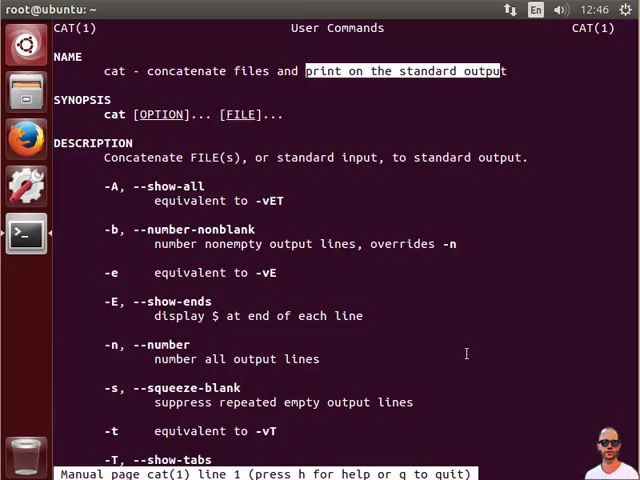 root@ubuntu: ~
En
12:46
CAT(1) User Commands CAT(1)
NAME
cat - concatenate files and print on the standard output
SYNOPSIS
cat [OPTION]... [FILE]...
DESCRIPTION
Concatenate FILE(s), or standard input, to standard output.
-A, --show-all
equivalent to -vET
-b, --number-nonblank
number nonempty output lines, overrides -n
-e equivalent to -vE
-E, --show-ends
display $ at end of each line
-n, --number
number all output lines
-s, --squeeze-blank
suppress repeated empty output lines
-t equivalent to -vT
-T, --show-tabs
Manual page cat(1) line 1 (press h for help or q to quit)